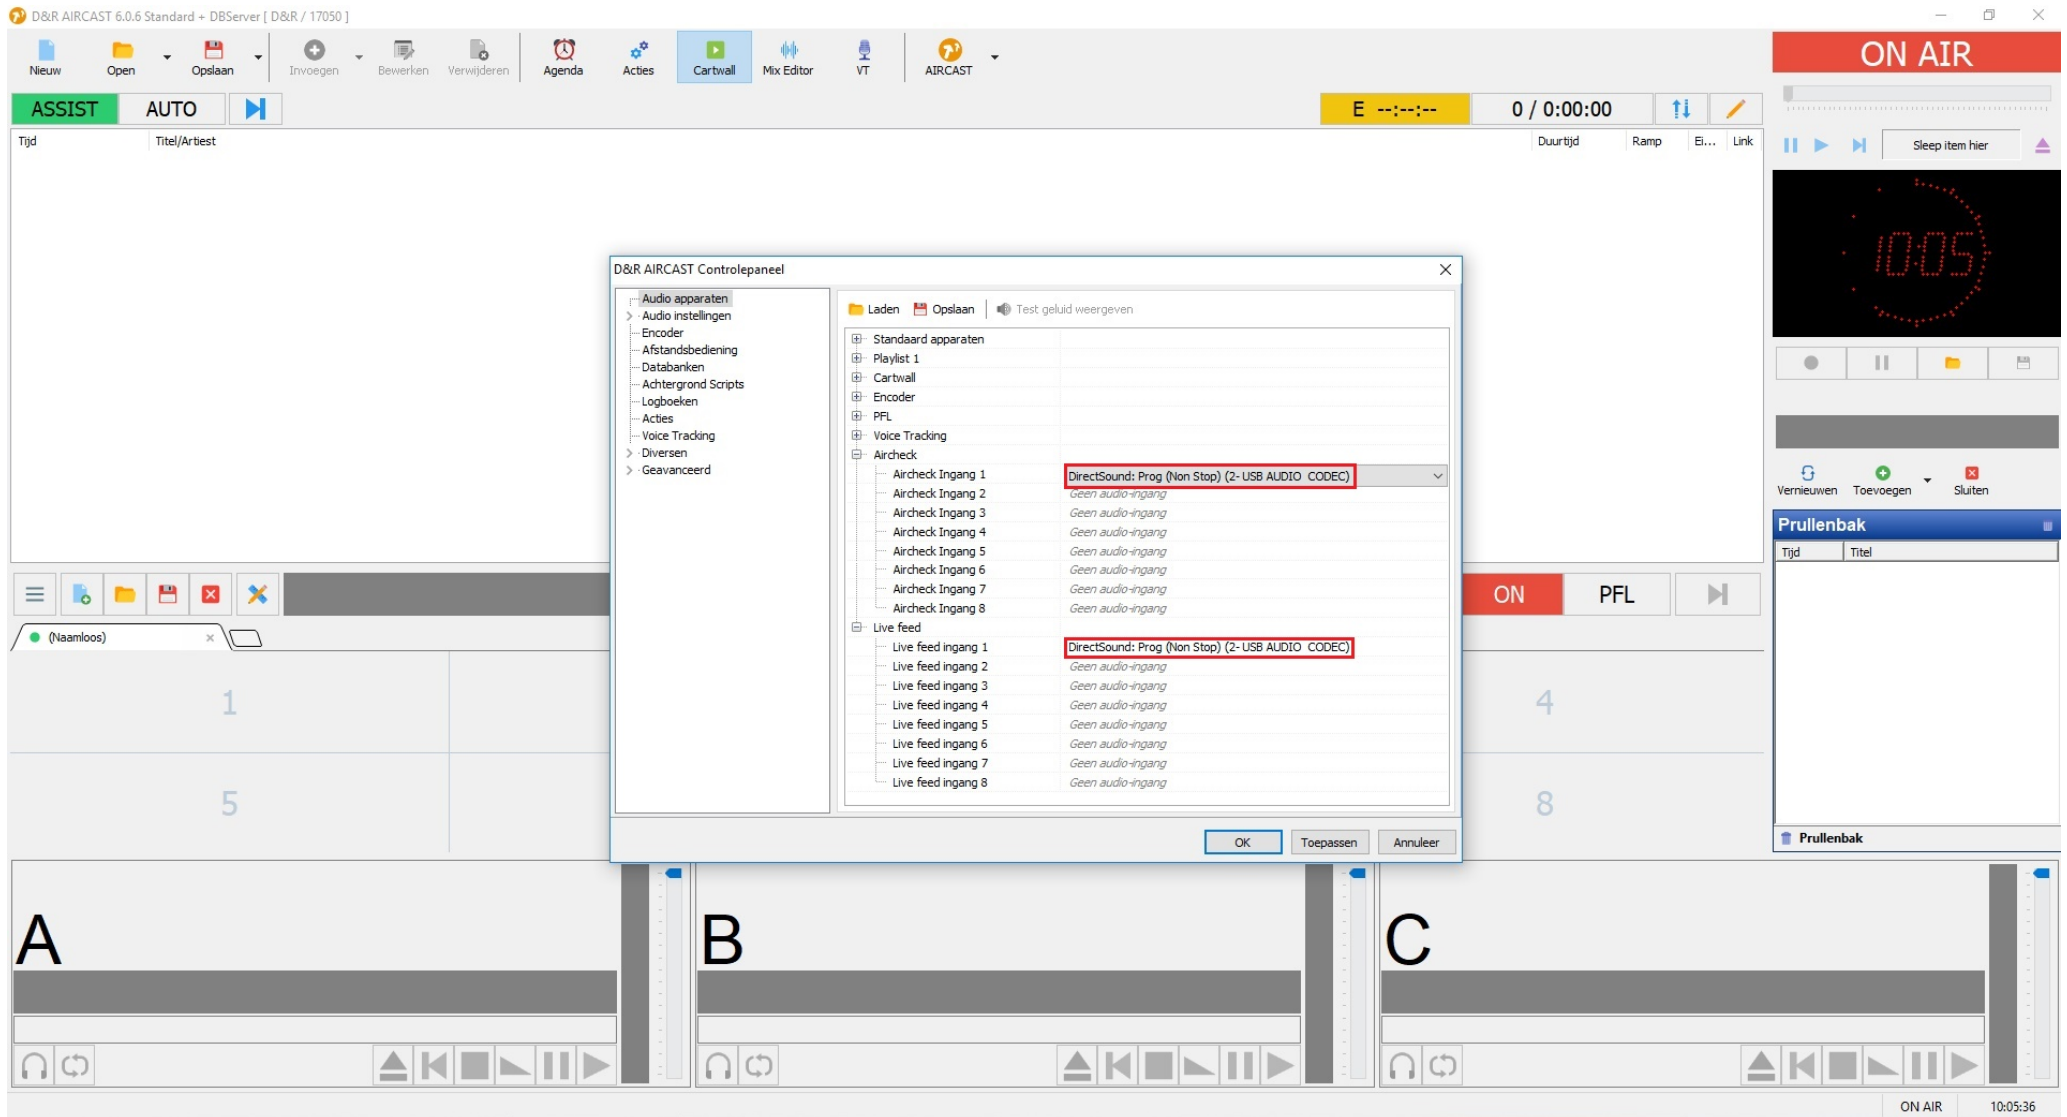 D&R AIRCAST 6.0.6 Standard + DBServer [ D&R / 17050 ]
Nieuw Open Opslaan Invoegen Bewerken Verwijderen Agenda Acties Cartwall Mix Editor VT AIRCAST
ON AIR
ASSIST AUTO E --:--:-- 0 / 0:00:00
Tijd Titel/Artiest Duurtijd Ramp Ei... Link
Sleep item hier
10:05
D&R AIRCAST Controlepaneel
Audio apparaten
Audio instellingen
Encoder
Afstandsbediening
Databanken
Achtergrond Scripts
Logboeken
Acties
Voice Tracking
Diversen
Geavanceerd
Laden Opslaan Test geluid weergeven
Standaard apparaten
Playlist 1
Cartwall
Encoder
PFL
Voice Tracking
Aircheck
Aircheck Ingang 1 DirectSound: Prog (Non Stop) (2- USB AUDIO CODEC)
Aircheck Ingang 2 Geen audio-ingang
Aircheck Ingang 3 Geen audio-ingang
Aircheck Ingang 4 Geen audio-ingang
Aircheck Ingang 5 Geen audio-ingang
Aircheck Ingang 6 Geen audio-ingang
Aircheck Ingang 7 Geen audio-ingang
Aircheck Ingang 8 Geen audio-ingang
Live feed
Live feed ingang 1 DirectSound: Prog (Non Stop) (2- USB AUDIO CODEC)
Live feed ingang 2 Geen audio-ingang
Live feed ingang 3 Geen audio-ingang
Live feed ingang 4 Geen audio-ingang
Live feed ingang 5 Geen audio-ingang
Live feed ingang 6 Geen audio-ingang
Live feed ingang 7 Geen audio-ingang
Live feed ingang 8 Geen audio-ingang
OK Toepassen Annuleer
Vernieuwen Toevoegen Sluiten
Prullenbak
Tijd Titel
Prullenbak
ON PFL
(Naamloos)
1 4
5 8
A B C
ON AIR 10:05:36